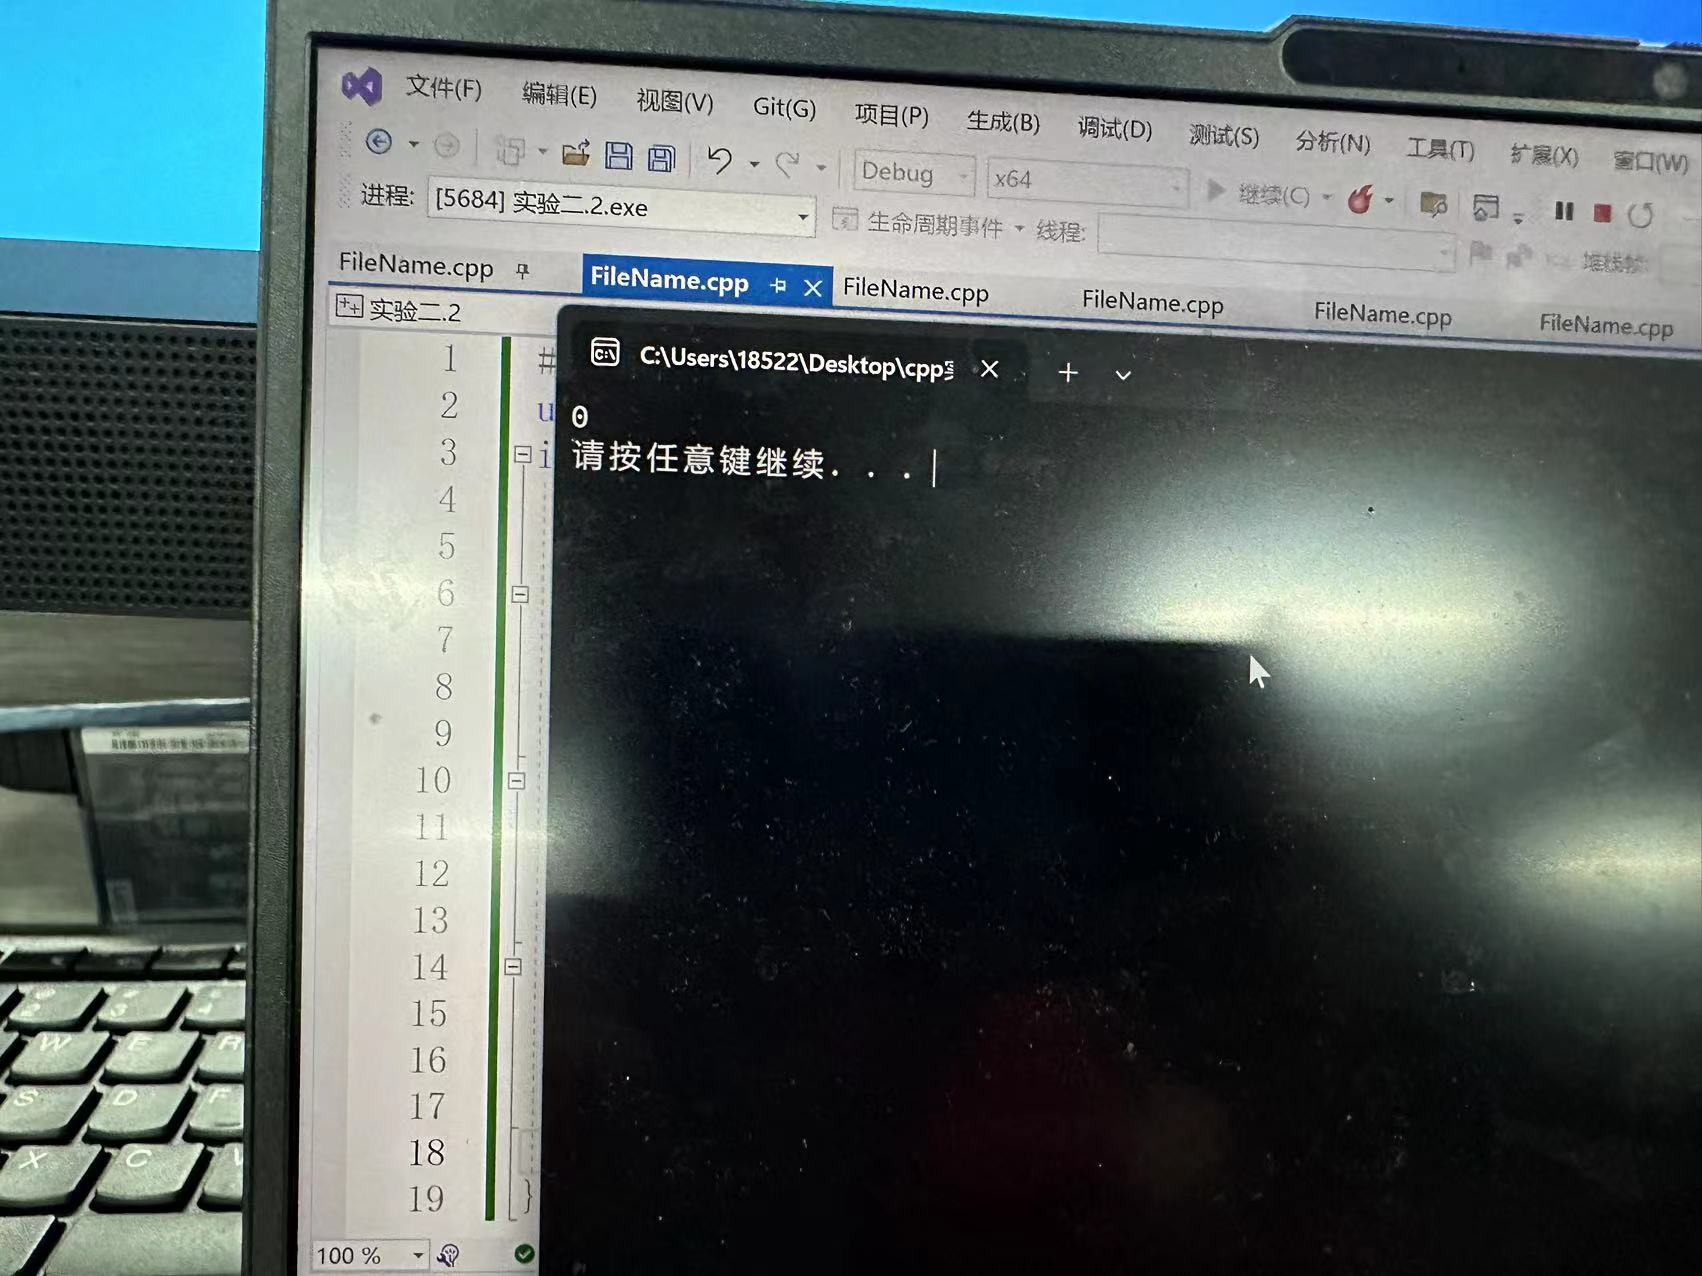 文件(F) 编辑(E) 视图(V) Git(G) 项目(P) 生成(B) 调试(D) 测试(S) 分析(N) 工具(T) 扩展(X) 窗口(W)
Debug x64 继续(C)
进程: [5684] 实验二.2.exe 生命周期事件 线程: 堆栈帧:
FileName.cpp FileName.cpp FileName.cpp FileName.cpp FileName.cpp FileName.cpp
实验二.2
C:\Users\18522\Desktop\cpp
0
请按任意键继续. . .
1 #
2 u
3 i
4
5
6
7
8
9
10
11
12
13
14
15
16
17
18
19 }
100 %
W E R
S D F
X C